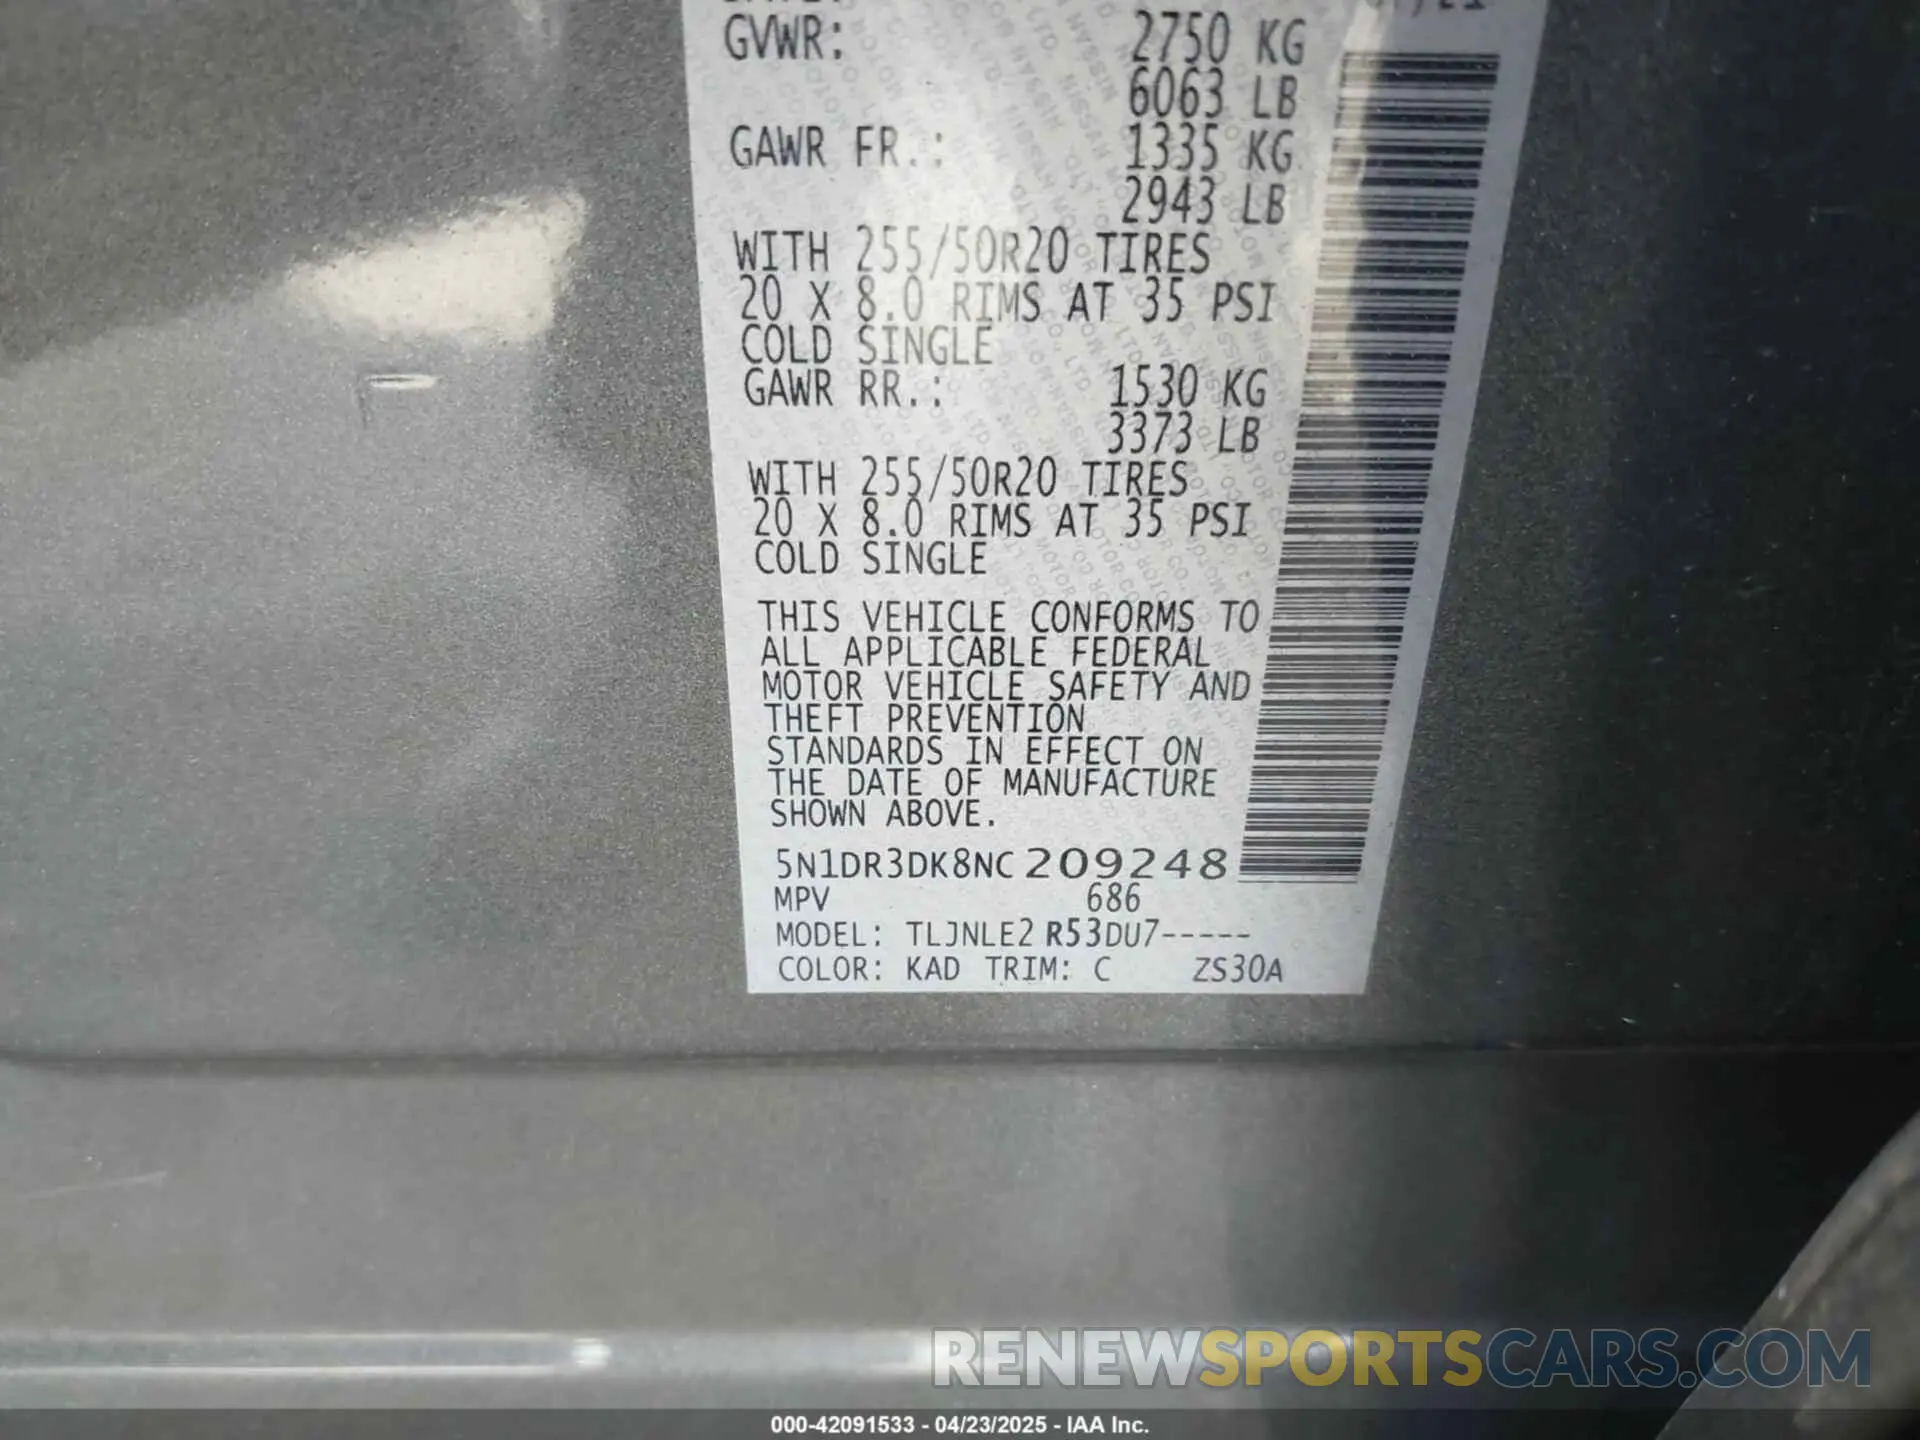 GVWR: 2750 KG
6063 LB
GAWR FR.: 1335 KG
2943 LB
WITH 255/50R20 TIRES
20 X 8.0 RIMS AT 35 PSI
COLD SINGLE
GAWR RR.: 1530 KG
3373 LB
WITH 255/50R20 TIRES
20 X 8.0 RIMS AT 35 PSI
COLD SINGLE
THIS VEHICLE CONFORMS TO
ALL APPLICABLE FEDERAL
MOTOR VEHICLE SAFETY AND
THEFT PREVENTION
STANDARDS IN EFFECT ON
THE DATE OF MANUFACTURE
SHOWN ABOVE.
5N1DR3DK8NC209248
MPV 686
MODEL: TLJNLE2 R53DU7-----
COLOR: KAD TRIM: C ZS30A
RENEWSPORTSCARS.COM
000-42091533 - 04/23/2025 - IAA Inc.